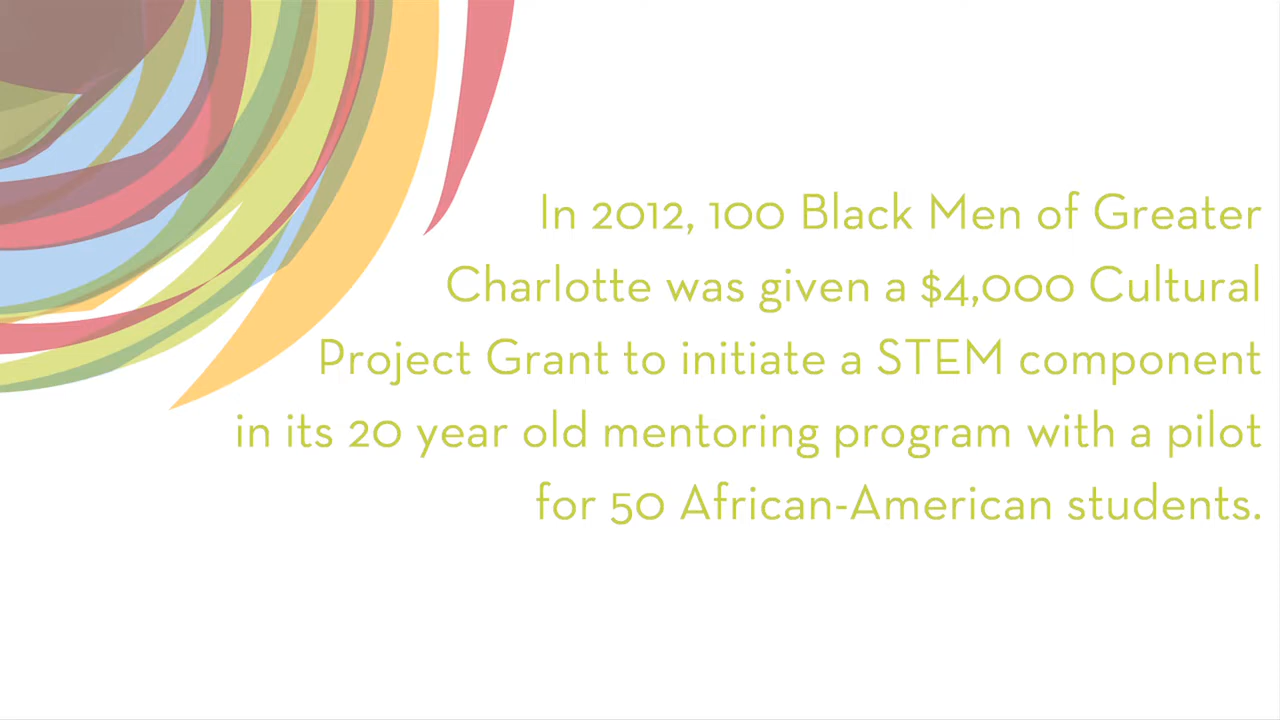 In 2012, 100 Black Men of Greater
Charlotte was given a $4,000 Cultural
Project Grant to initiate a STEM component
in its 20 year old mentoring program with a pilot
for 50 African-American students.